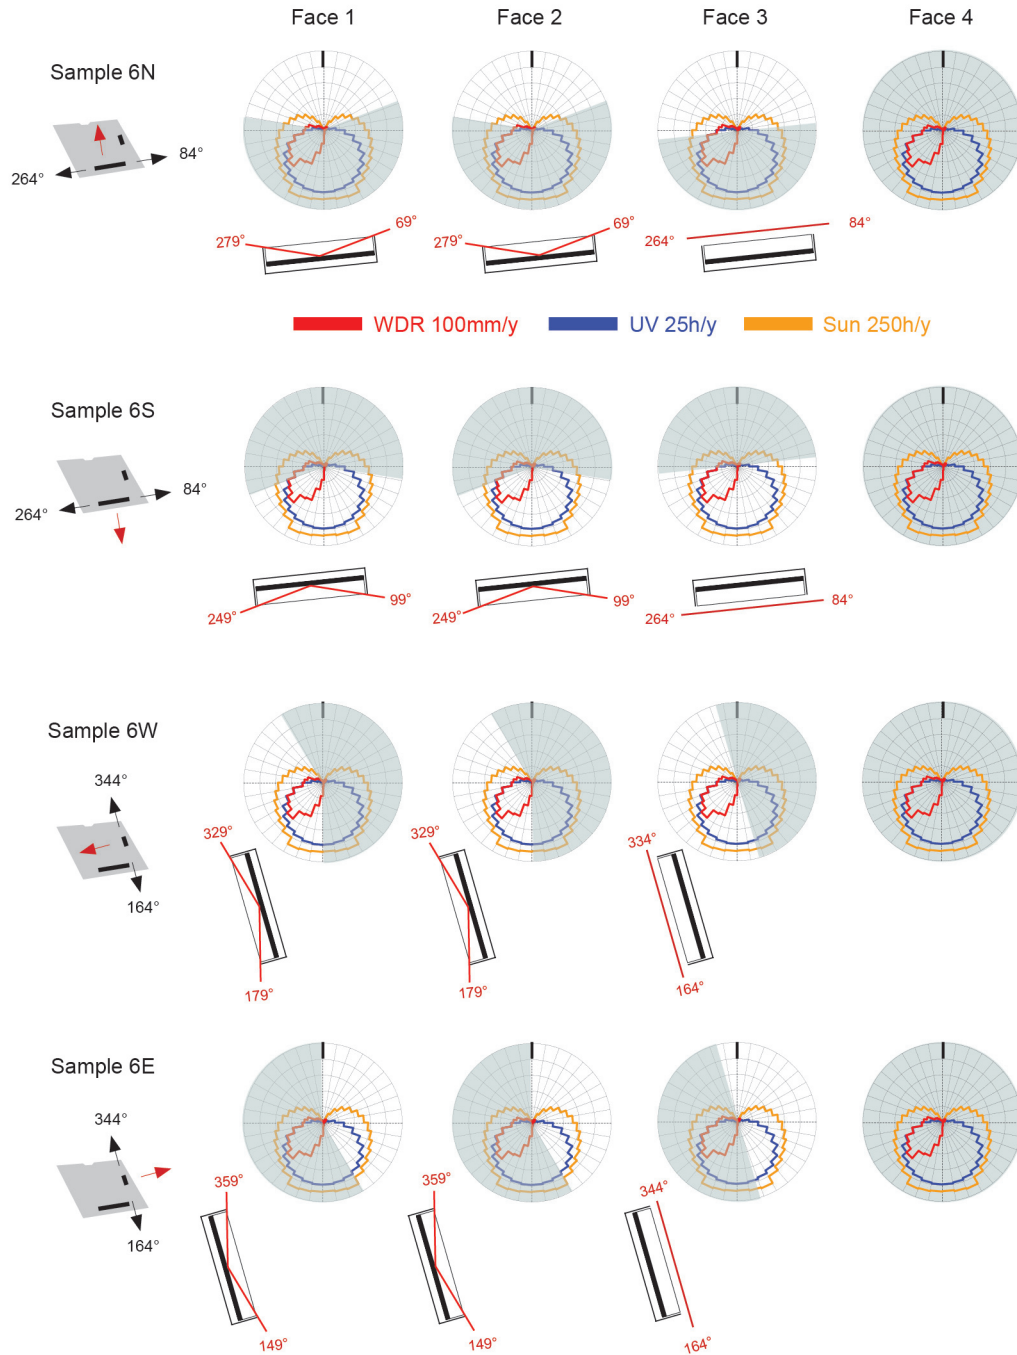 Face 1 Face 2 Face 3 Face 4
Sample 6N
264° 84°
279° 69° 279° 69° 264° 84°
WDR 100mm/y UV 25h/y Sun 250h/y
Sample 6S
264° 84°
249° 99° 249° 99° 264° 84°
Sample 6W
344°
164°
329° 329° 334°
179° 179° 164°
Sample 6E
344°
164°
359° 359° 344°
149° 149° 164°